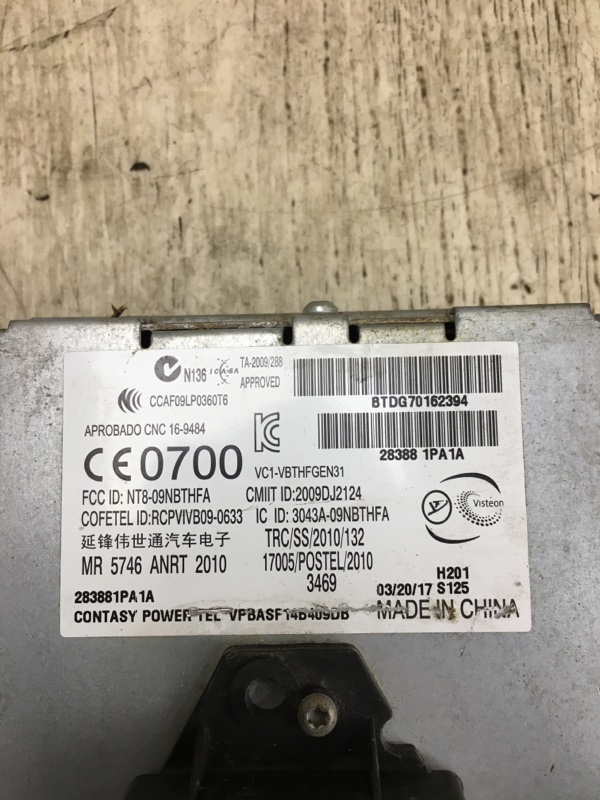 N136 ICASA TA-2009/288
APPROVED
CCAF09LP0360T6
BTDG70162394
APROBADO CNC 16-9484
28388 1PA1A
CE0700
VC1-VBTHFGEN31
FCC ID: NT8-09NBTHFA CMIIT ID:2009DJ2124
COFETEL ID:RCPVIVB09-0633 IC ID: 3043A-09NBTHFA
Visteon
延锋伟世通汽车电子 TRC/SS/2010/132
MR 5746 ANRT 2010 17005/POSTEL/2010
3469
H201
03/20/17 S125
283881PA1A
CONTASY POWER TEL VPBASF14B409DB MADE IN CHINA